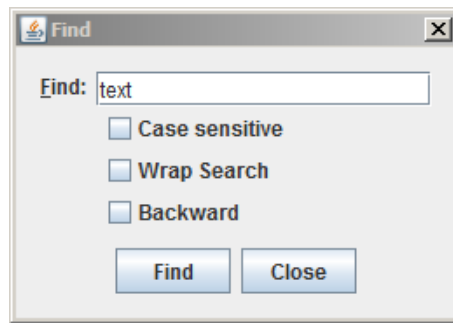 Find
Find: text
Case sensitive
Wrap Search
Backward
Find Close